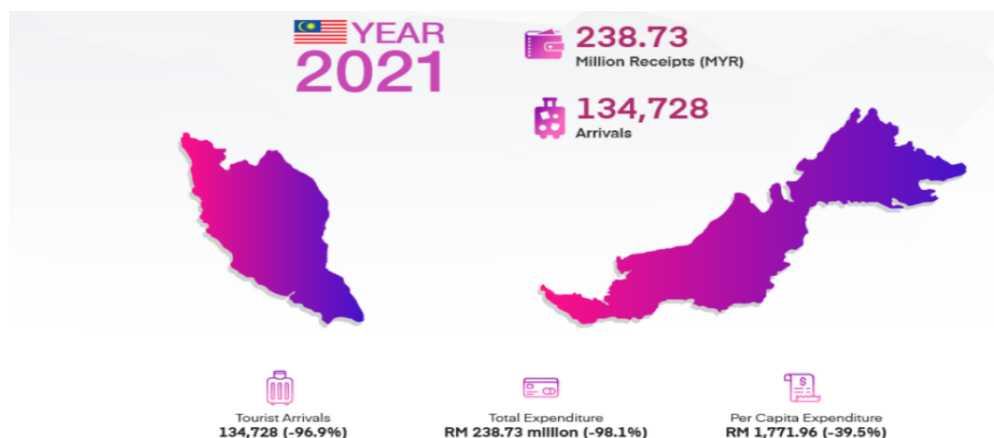 YEAR
2021
238.73
Million Receipts (MYR)
134,728
Arrivals
Tourist Arrivals
134,728 (-96.9%)
Total Expenditure
RM 238.73 million (-98.1%)
Per Capita Expenditure
RM 1,771.96 (-39.5%)